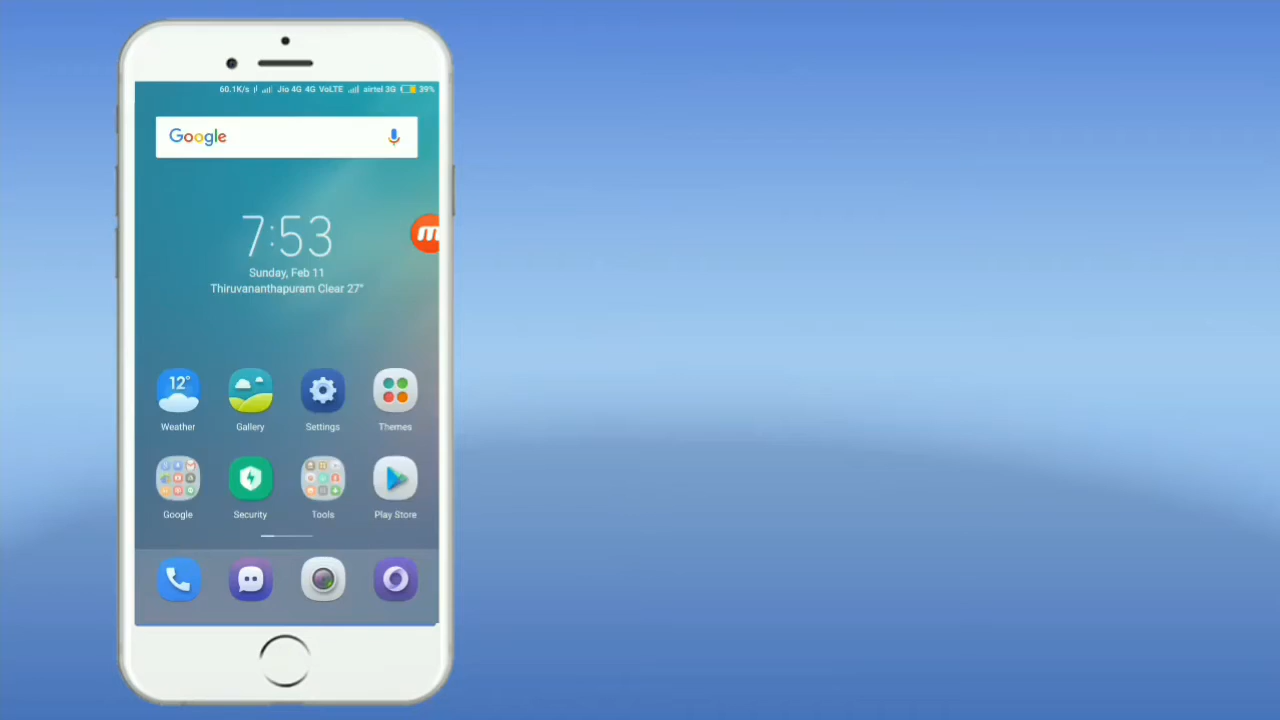 60.1K/s Jio 4G 4G VoLTE airtel 3G 39%
Google
7:53
Sunday, Feb 11
Thiruvananthapuram Clear 27°
12°
Weather Gallery Settings Themes
Google Security Tools Play Store